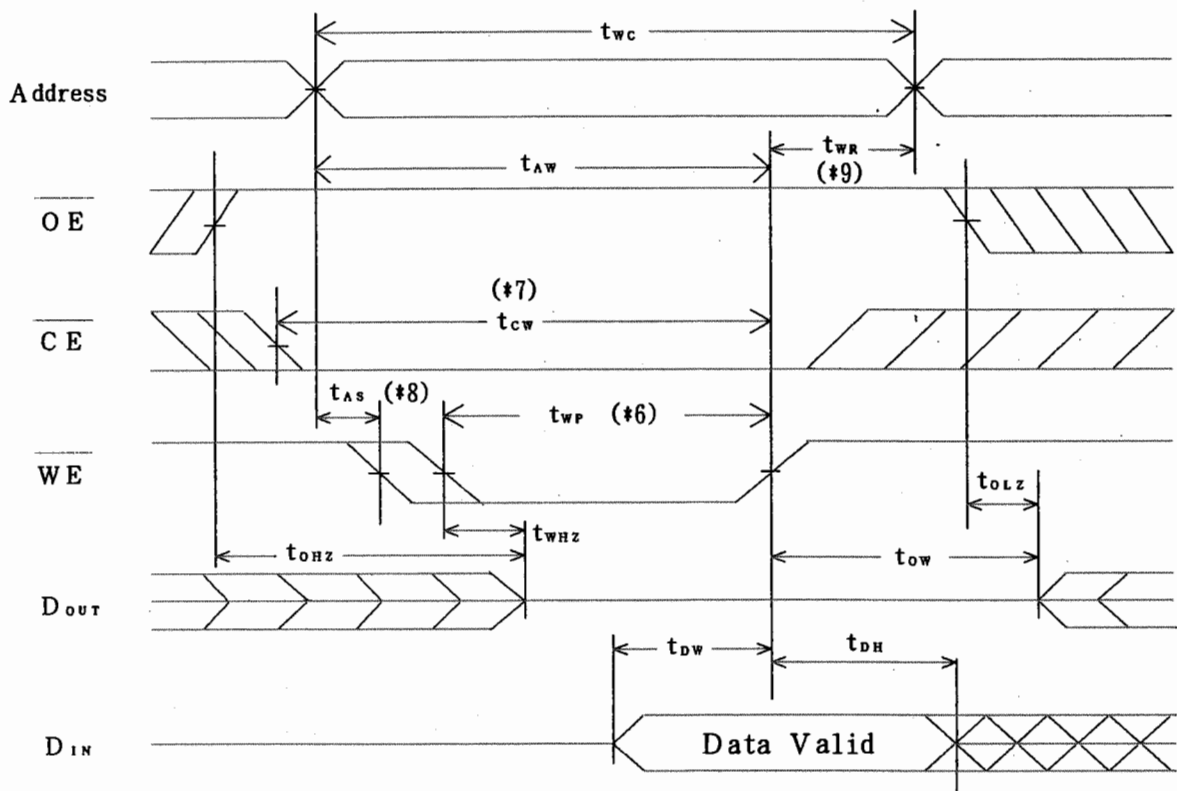 tWC
Address
tAW
tWR
(*9)
OE
(*7)
tCW
CE
tAS (*8)
tWP (*6)
WE
tOLZ
tWHZ
tOHZ
tOW
DOUT
tDW
tDH
DIN
Data Valid